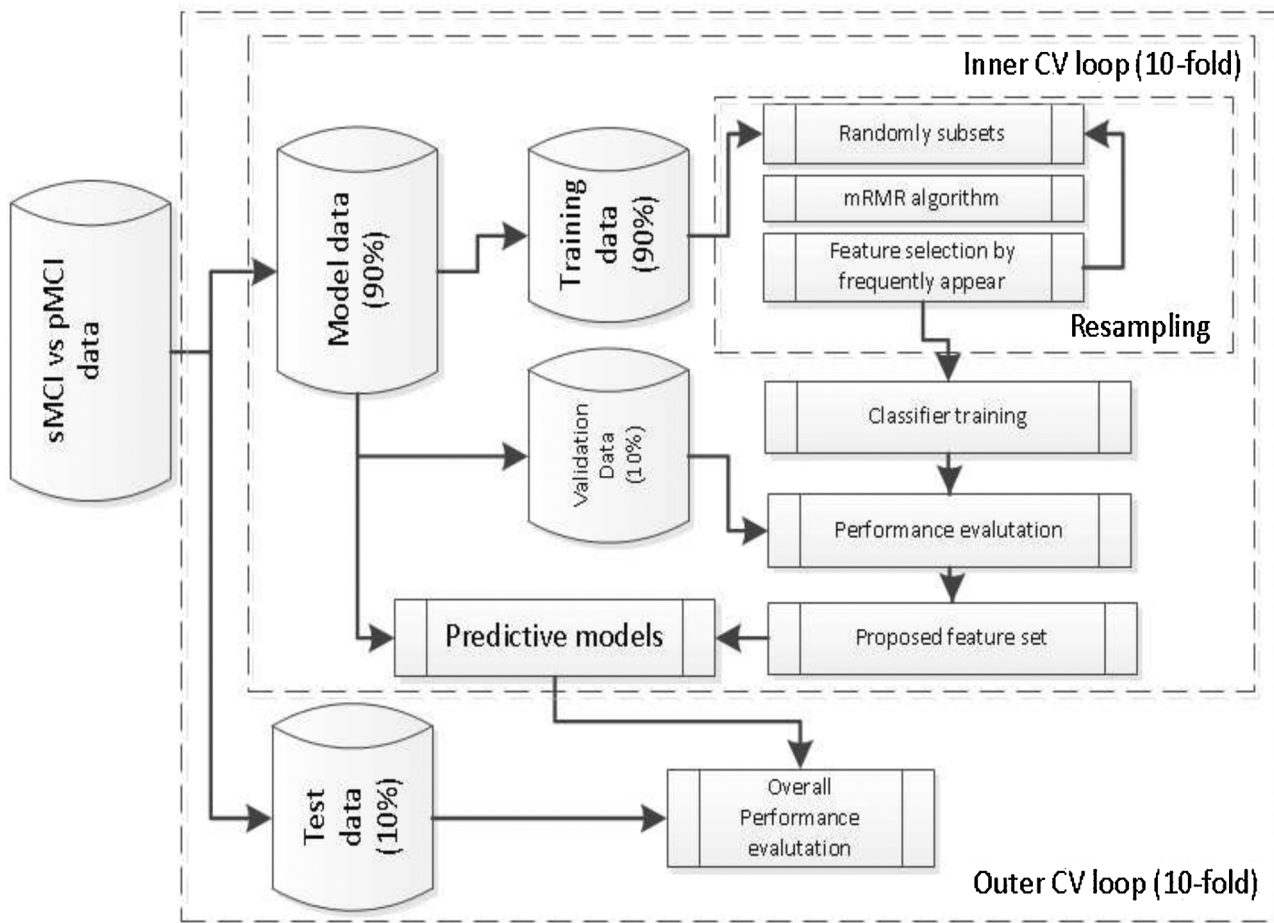 Inner CV loop (10-fold)
Randomly subsets
mRMR algorithm
Feature selection by
frequently appear
Resampling
sMCI vs pMCI
data
Model data
(90%)
Training
data
(90%)
Validation
Data
(10%)
Classifier training
Performance evalutation
Proposed feature set
Predictive models
Test
data
(10%)
Overall
Performance
evalutation
Outer CV loop (10-fold)